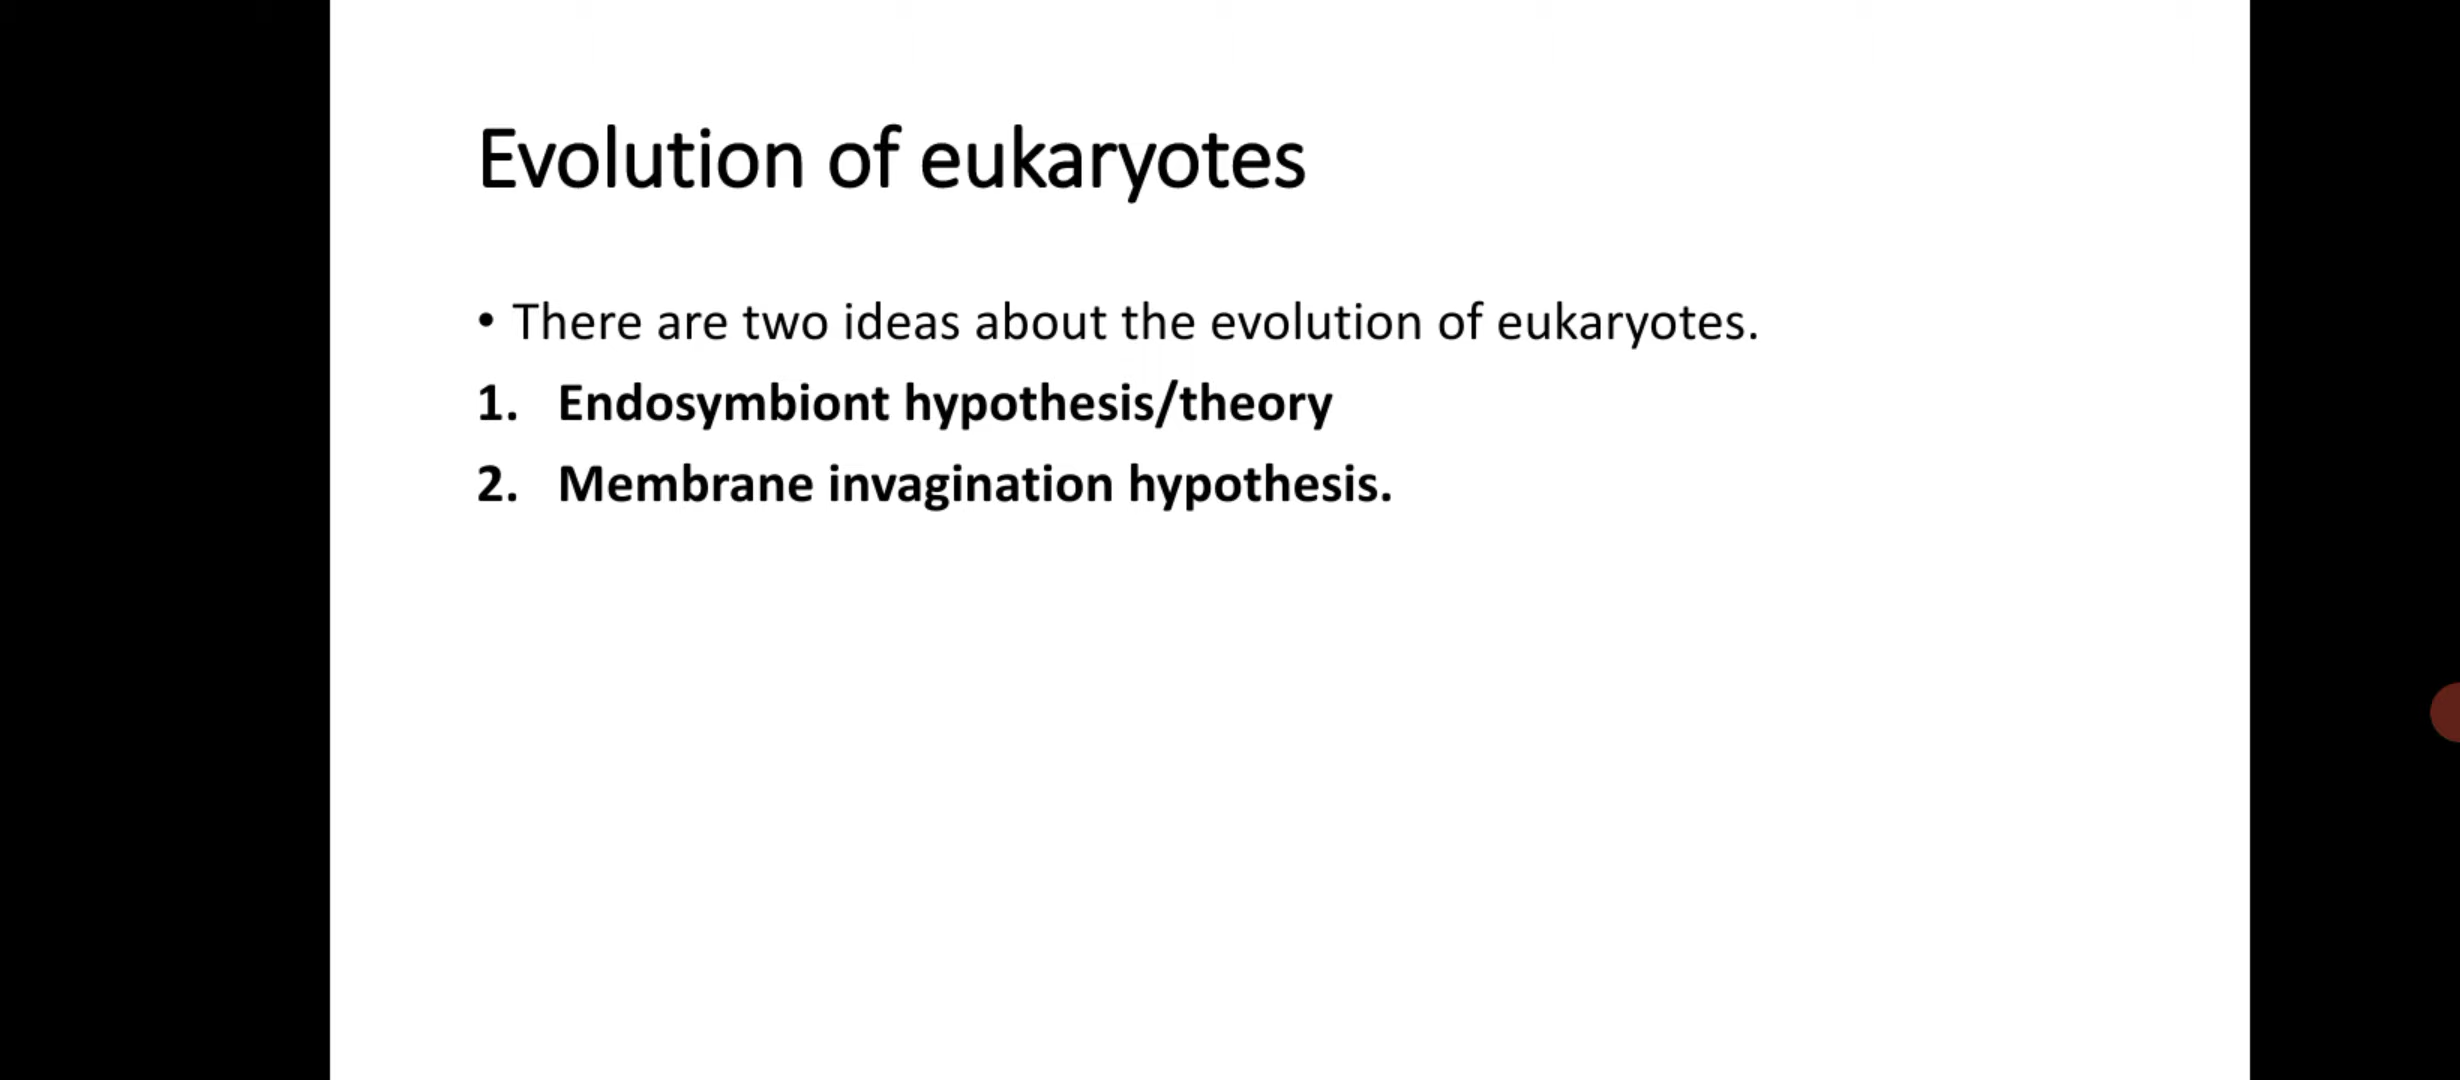 Evolution of eukaryotes
• There are two ideas about the evolution of eukaryotes.
1. Endosymbiont hypothesis/theory
2. Membrane invagination hypothesis.